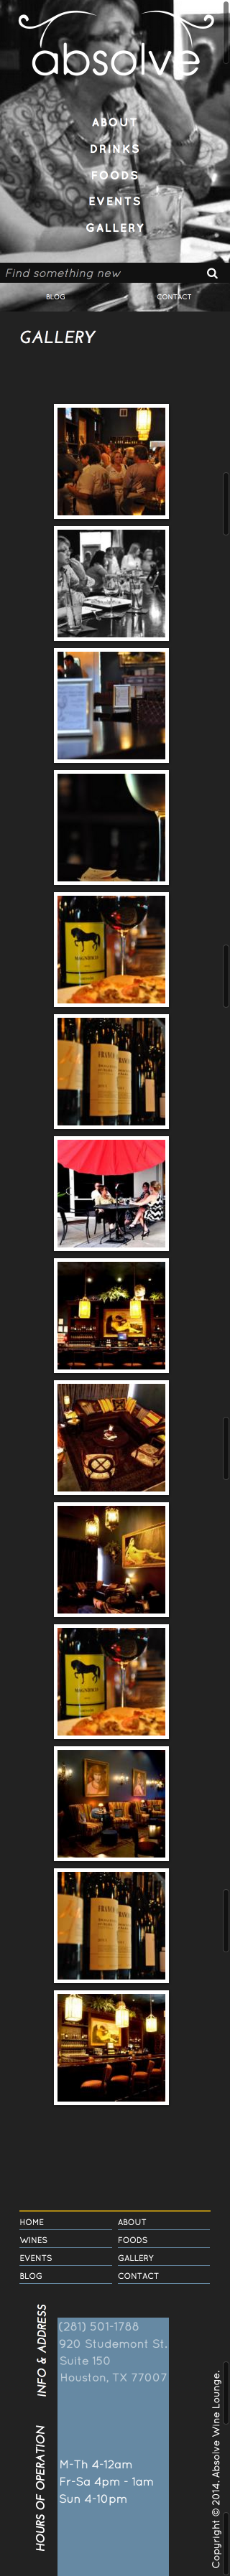 absolve
ABOUT
DRINKS
FOODS
EVENTS
GALLERY
Find something new
BLOG CONTACT
GALLERY
HOME ABOUT
WINES FOODS
EVENTS GALLERY
BLOG CONTACT
INFO & ADDRESS
(281) 501-1788
920 Studemont St.
Suite 150
Houston, TX 77007
HOURS OF OPERATION
M-Th 4-12am
Fr-Sa 4pm - 1am
Sun 4-10pm
Copyright © 2014. Absolve Wine Lounge.